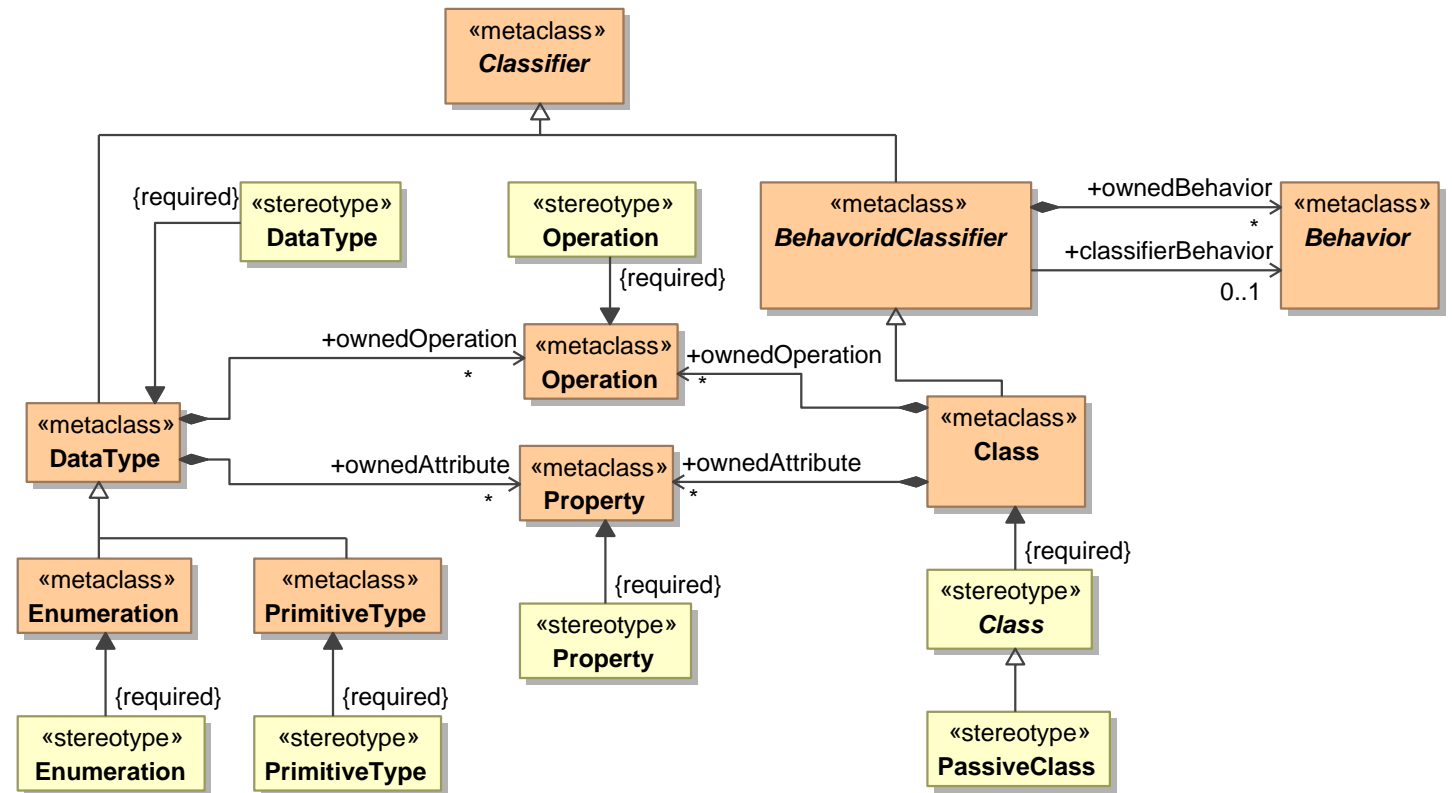 «metaclass»
Classifier
{required}
«stereotype»
DataType
«stereotype»
Operation
{required}
«metaclass»
BehavoridClassifier
+ownedBehavior
*
+classifierBehavior
0..1
«metaclass»
Behavior
+ownedOperation
*
«metaclass»
Operation
+ownedOperation
*
«metaclass»
DataType
+ownedAttribute
*
«metaclass»
Property
+ownedAttribute
*
«metaclass»
Class
«metaclass»
Enumeration
«metaclass»
PrimitiveType
{required}
«stereotype»
Property
{required}
«stereotype»
Class
{required}
«stereotype»
Enumeration
{required}
«stereotype»
PrimitiveType
«stereotype»
PassiveClass